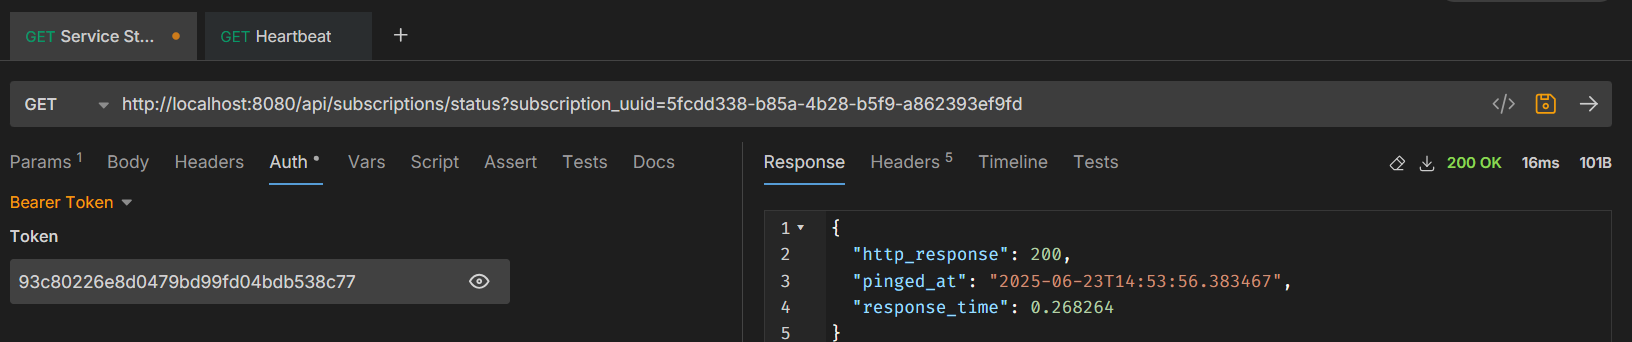 GET Service St... GET Heartbeat +
GET http://localhost:8080/api/subscriptions/status?subscription_uuid=5fcdd338-b85a-4b28-b5f9-a862393ef9fd </>
Params 1 Body Headers Auth Vars Script Assert Tests Docs
Bearer Token
Token
93c80226e8d0479bd99fd04bdb538c77
Response Headers 5 Timeline Tests 200 OK 16ms 101B
1 {
2 "http_response": 200,
3 "pinged_at": "2025-06-23T14:53:56.383467",
4 "response_time": 0.268264
5 }